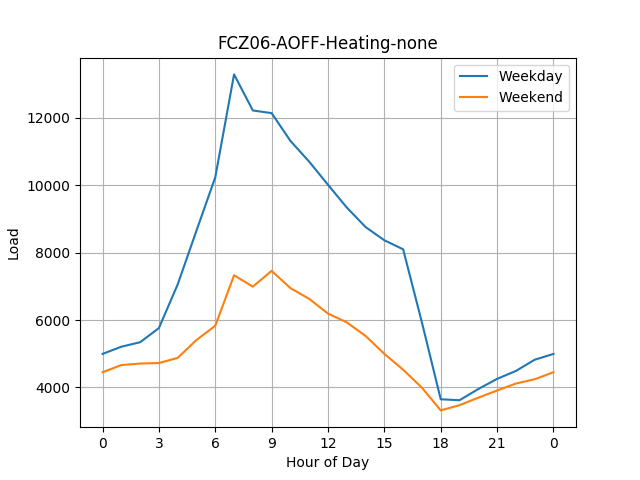 FCZ06-AOFF-Heating-none
Weekday
Weekend
12000
10000
8000
6000
4000
Load
0 3 6 9 12 15 18 21 0
Hour of Day